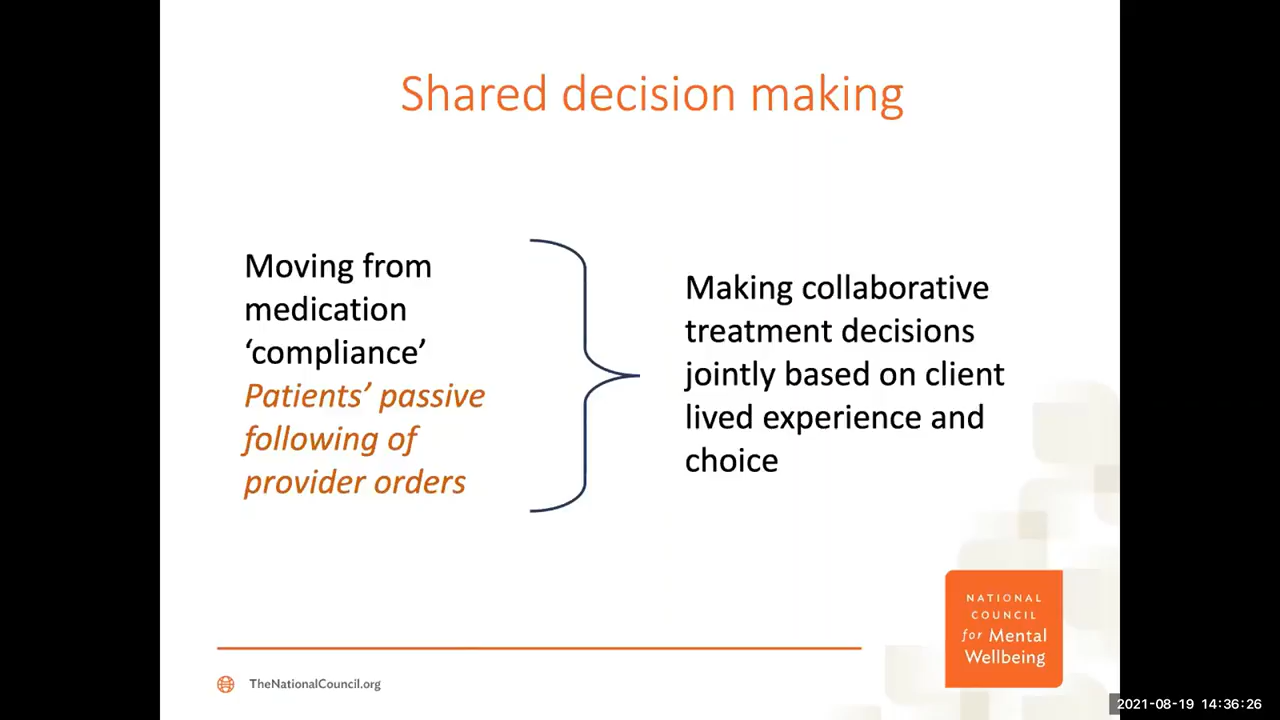 Shared decision making
Moving from
medication
‘compliance’
Patients’ passive
following of
provider orders
Making collaborative
treatment decisions
jointly based on client
lived experience and
choice
NATIONAL
COUNCIL
for Mental
Wellbeing
TheNationalCouncil.org
2021-08-19 14:36:26